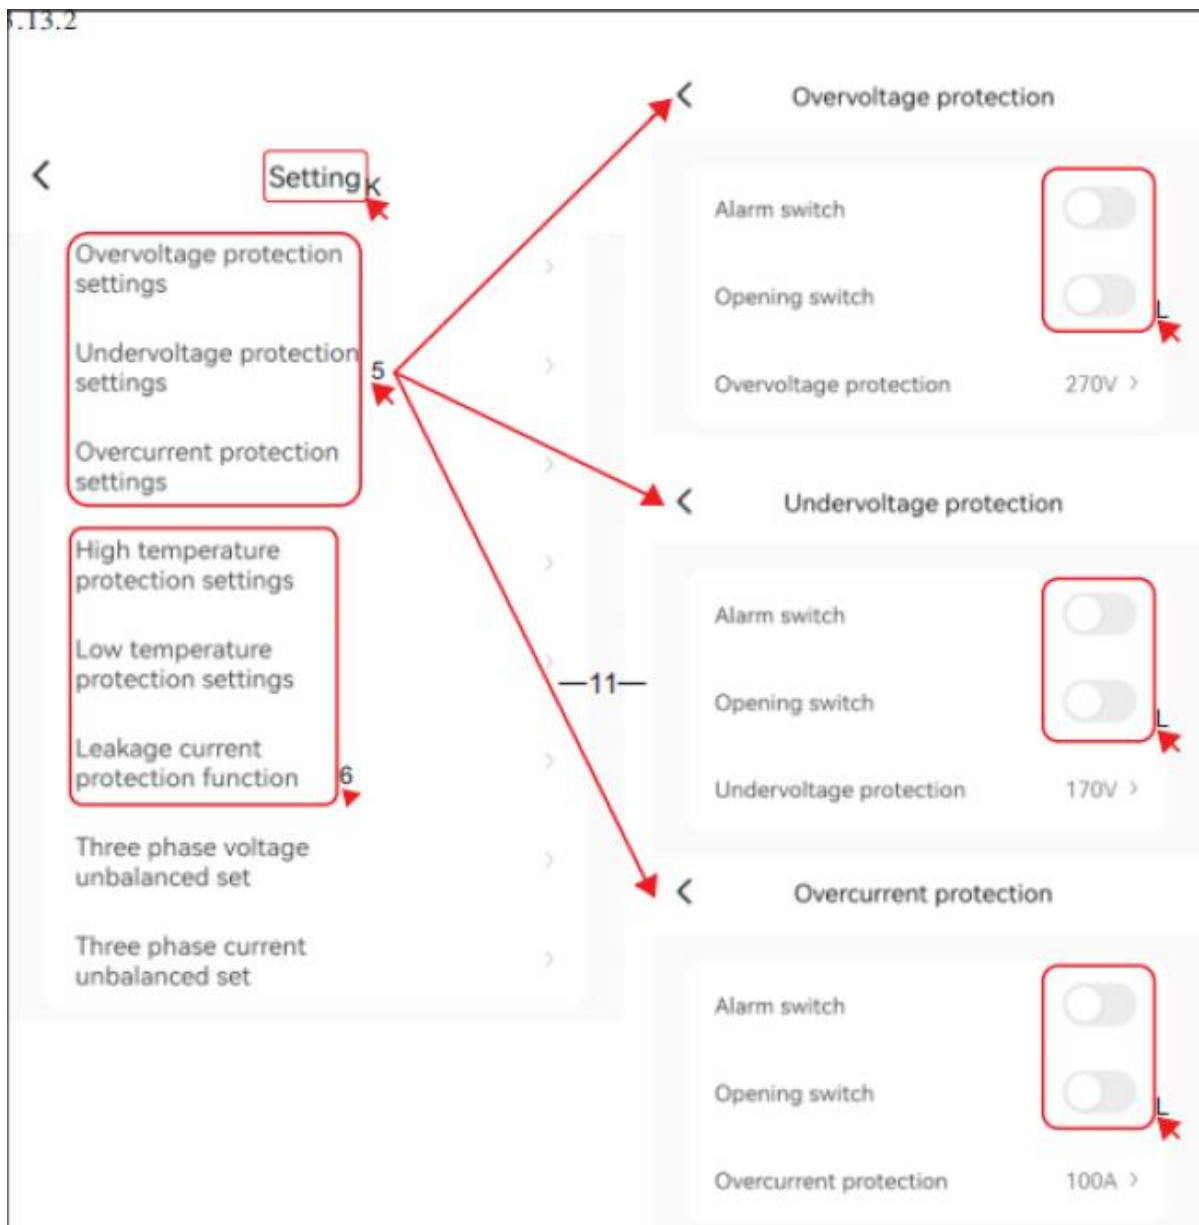 .13.2
Setting
K
Overvoltage protection
settings
Undervoltage protection
settings
5
Overcurrent protection
settings
High temperature
protection settings
Low temperature
protection settings
Leakage current
protection function
6
Three phase voltage
unbalanced set
Three phase current
unbalanced set
—11—
Overvoltage protection
Alarm switch
Opening switch
L
Overvoltage protection 270V
Undervoltage protection
Alarm switch
Opening switch
L
Undervoltage protection 170V
Overcurrent protection
Alarm switch
Opening switch
L
Overcurrent protection 100A